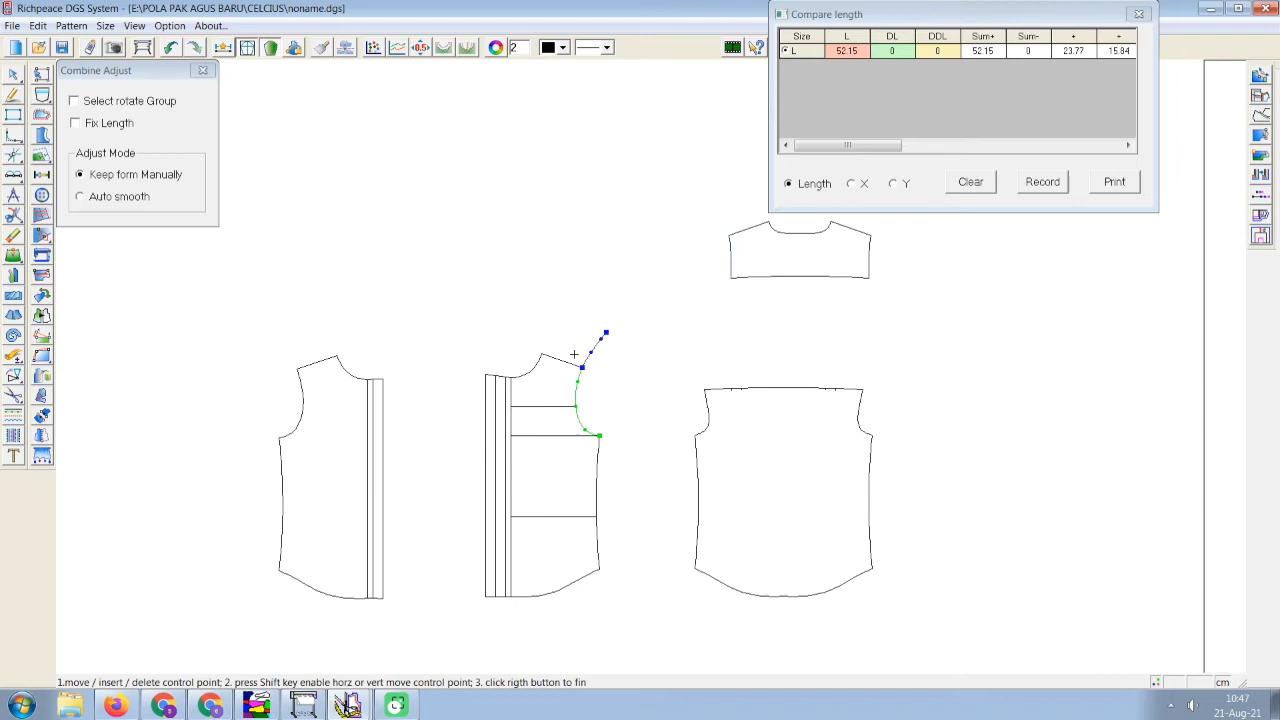 Richpeace DGS System - [E:\POLA PAK AGUS BARU\CELCIUS\noname.dgs]
File Edit Pattern Size View Option About...
2
Compare length
Size L DL DDL Sum+ Sum- + +
L 52.15 0 0 52.15 0 23.77 15.84
Length X Y Clear Record Print
Combine Adjust
Select rotate Group
Fix Length
Adjust Mode
Keep form Manually
Auto smooth
1.move / insert / delete control point; 2. press Shift key enable horz or vert move control point; 3. click rigth button to fin
cm
10:47
21-Aug-21